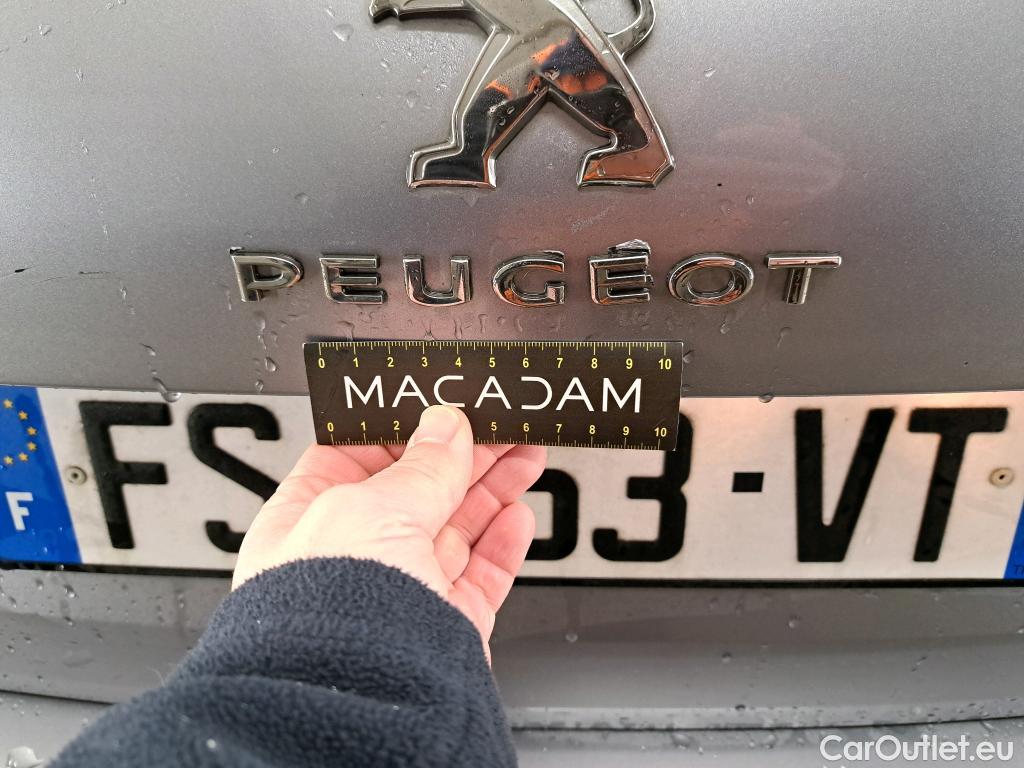 PEUGEOT
0 1 2 3 4 5 6 7 8 9 10
MACADAM
0 1 2 5 6 7 8 9 10
F FS 63-VT
CarOutlet.eu